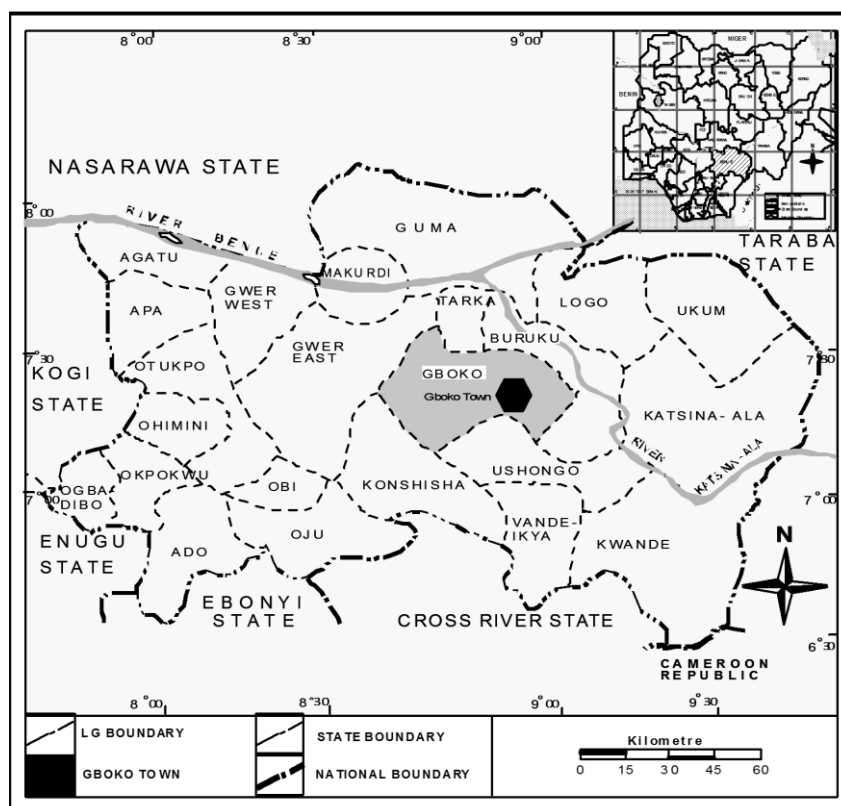 8°00
8°30
9°00
NIGER
BENIN
NASARAWA STATE
TARABA
STATE
8°00
RIVER BENUE
GUMA
AGATU
MAKURDI
GWER
WEST
TARKA
LOGO
UKUM
APA
BURUKU
7°30
GWER
EAST
7°30
OTUKPO
GBOKO
KOGI
STATE
Gboko Town
KATSINA-ALA
OHIMINI
RIVER KATSINA-ALA
OKPOKWU
USHONGO
OGBA
DIBO
OBI
KONSHISHA
7°00
7°00
VANDE-
IKYA
ENUGU
STATE
ADO
OJU
KWANDE
N
EBONYI
STATE
CROSS RIVER STATE
6°30
CAMEROON
REPUBLIC
8°00
8°30
9°00
9°30
LG BOUNDARY
STATE BOUNDARY
GBOKO TOWN
NATIONAL BOUNDARY
Kilometre
0 15 30 45 60